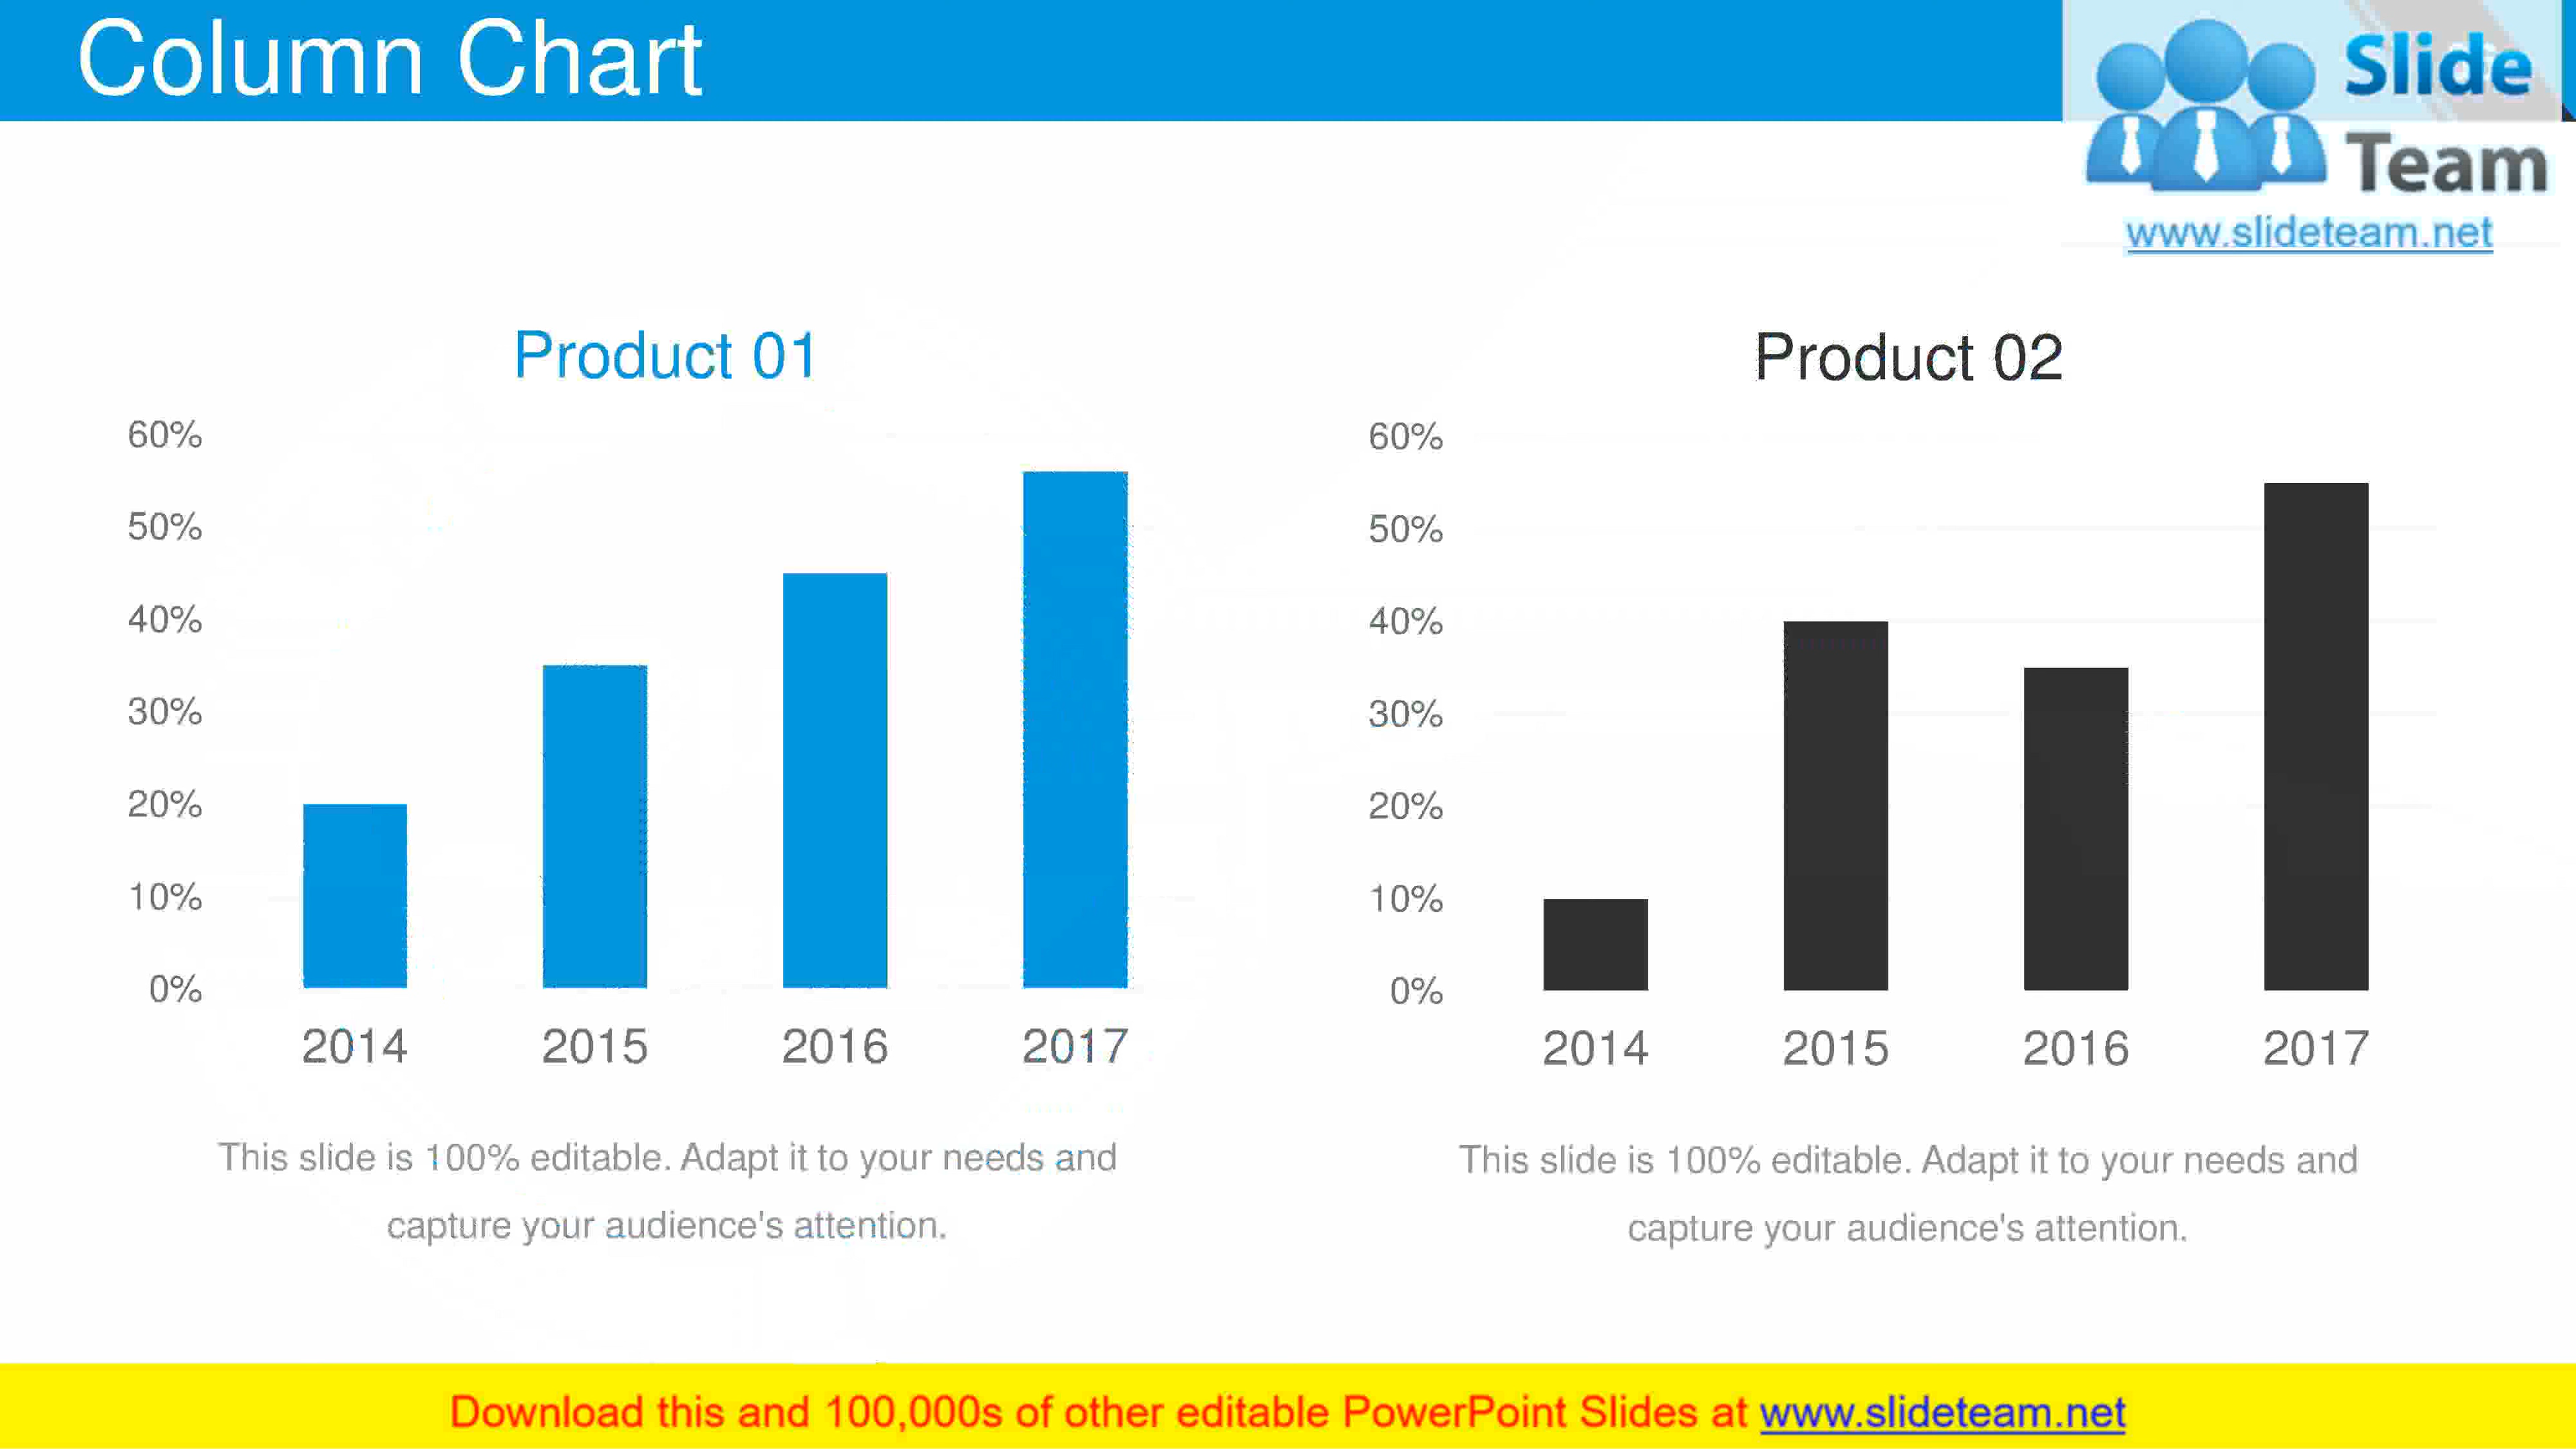 Column Chart
Slide
Team
www.slideteam.net
Product 01
60%
50%
40%
30%
20%
10%
0%
2014 2015 2016 2017
This slide is 100% editable. Adapt it to your needs and
capture your audience's attention.
Product 02
60%
50%
40%
30%
20%
10%
0%
2014 2015 2016 2017
This slide is 100% editable. Adapt it to your needs and
capture your audience's attention.
Download this and 100,000s of other editable PowerPoint Slides at www.slideteam.net